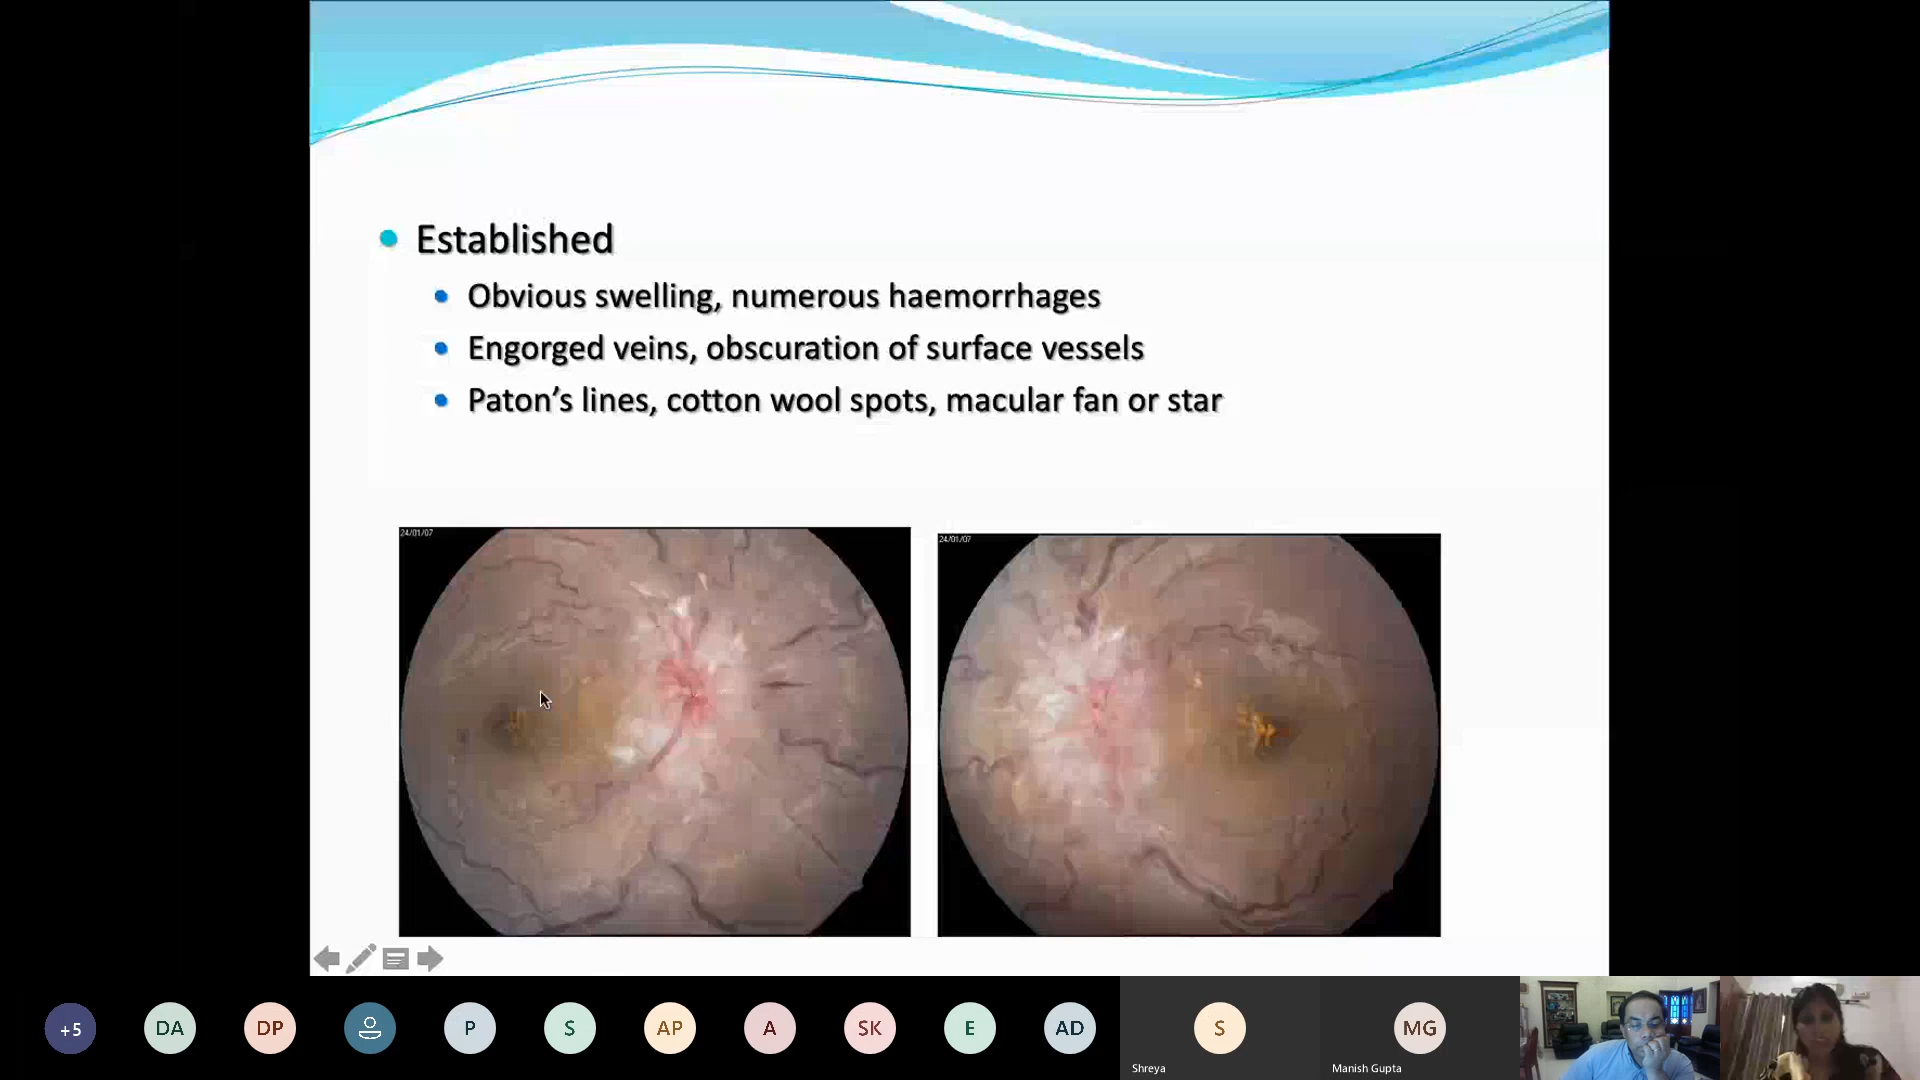 Established
Obvious swelling, numerous haemorrhages
Engorged veins, obscuration of surface vessels
Paton's lines, cotton wool spots, macular fan or star
24/01/07
24/01/07
+5
DA
DP
P
S
AP
A
SK
E
AD
S
MG
Shreya
Manish Gupta